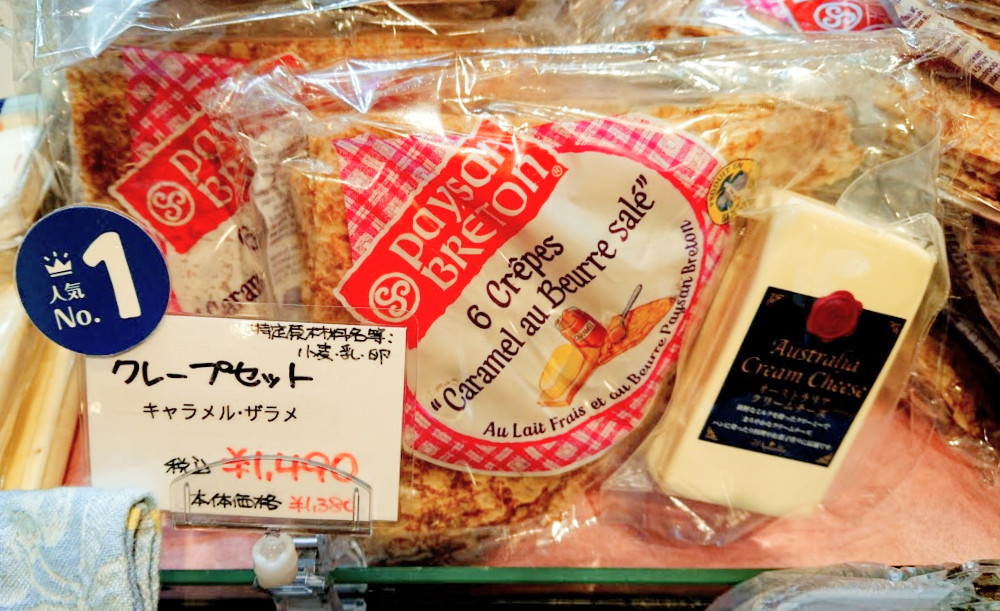 人気
No. 1
特定原材料名等:
小麦・乳・卵
クレープセット
キャラメル・ザラメ
税込 ¥1,490
本体価格 ¥1,380
paysan
BRETON®
6 Crêpes
"Caramel au Beurre salé"
Au Lait Frais et au Beurre Paysan Breton
Australia
Cream Cheese
オーストラリア
クリームチーズ